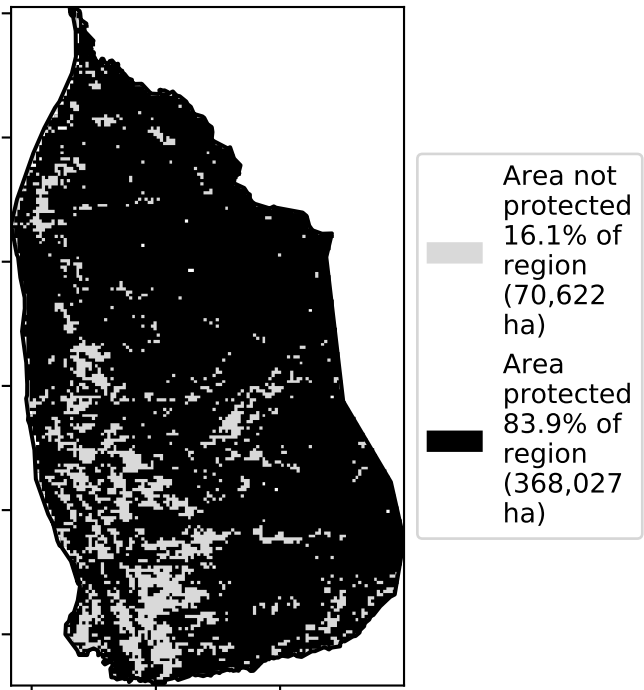 Area not
protected
16.1% of
region
(70,622
ha)
Area
protected
83.9% of
region
(368,027
ha)